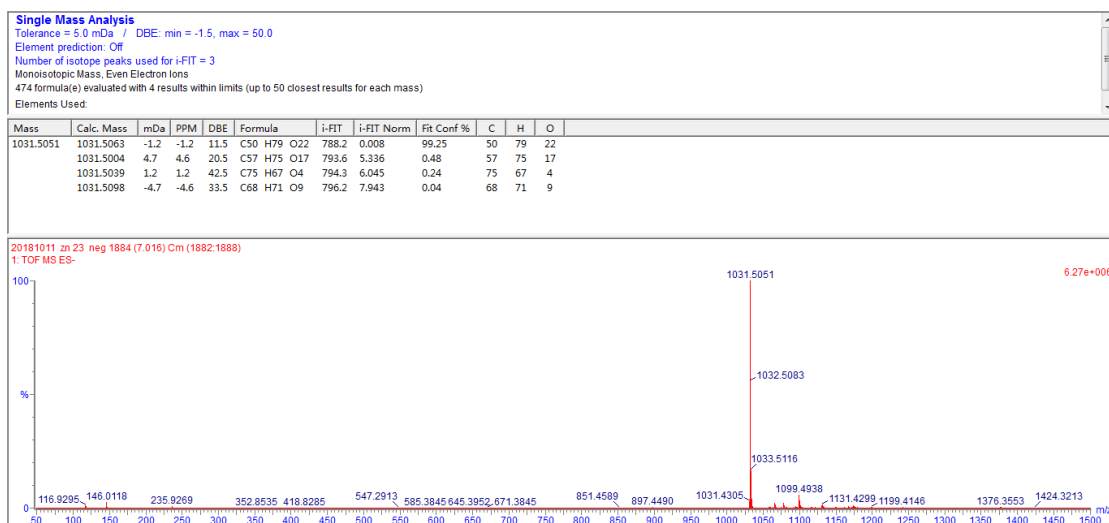 Single Mass Analysis
Tolerance = 5.0 mDa / DBE: min = -1.5, max = 50.0
Element prediction: Off
Number of isotope peaks used for i-FIT = 3
Monoisotopic Mass, Even Electron Ions
474 formula(e) evaluated with 4 results within limits (up to 50 closest results for each mass)
Elements Used:
Mass Calc. Mass mDa PPM DBE Formula i-FIT i-FIT Norm Fit Conf % C H O
1031.5051 1031.5063 -1.2 -1.2 11.5 C50 H79 O22 788.2 0.008 99.25 50 79 22
1031.5004 4.7 4.6 20.5 C57 H75 O17 793.6 5.336 0.48 57 75 17
1031.5039 1.2 1.2 42.5 C75 H67 O4 794.3 6.045 0.24 75 67 4
1031.5098 -4.7 -4.6 33.5 C68 H71 O9 796.2 7.943 0.04 68 71 9
20181011 zn 23 neg 1884 (7.016) Cm (1882:1888)
1: TOF MS ES-
6.27e+006
100
1031.5051
1032.5083
%
1033.5116
116.9295 146.0118 235.9269 352.8535 418.8285 547.2913 585.3845 645.3952 671.3845 851.4589 897.4490 1031.4305 1099.4938 1131.4299 1199.4146 1376.3553 1424.3213
0
50 100 150 200 250 300 350 400 450 500 550 600 650 700 750 800 850 900 950 1000 1050 1100 1150 1200 1250 1300 1350 1400 1450 1500
m/z